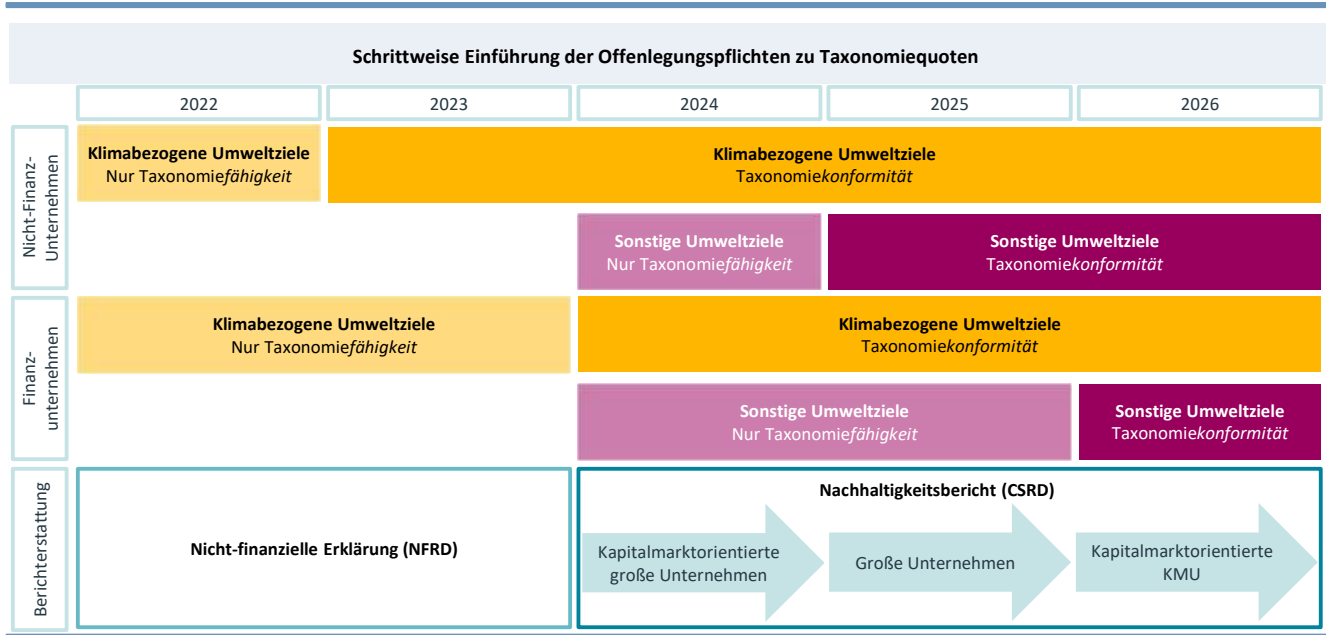 Schrittweise Einführung der Offenlegungspflichten zu Taxonomiequoten
2022
2023
2024
2025
2026
Nicht-Finanz-
Unternehmen
Klimabezogene Umweltziele
Nur Taxonomiefähigkeit
Klimabezogene Umweltziele
Taxonomiekonformität
Sonstige Umweltziele
Nur Taxonomiefähigkeit
Sonstige Umweltziele
Taxonomiekonformität
Finanz-
unternehmen
Klimabezogene Umweltziele
Nur Taxonomiefähigkeit
Klimabezogene Umweltziele
Taxonomiekonformität
Sonstige Umweltziele
Nur Taxonomiefähigkeit
Sonstige Umweltziele
Taxonomiekonformität
Berichterstattung
Nicht-finanzielle Erklärung (NFRD)
Nachhaltigkeitsbericht (CSRD)
Kapitalmarktorientierte
große Unternehmen
Große Unternehmen
Kapitalmarktorientierte
KMU